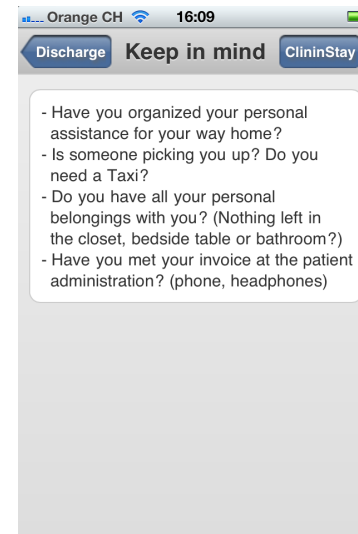 Orange CH 16:09
Discharge Keep in mind ClininStay
- Have you organized your personal
assistance for your way home?
- Is someone picking you up? Do you
need a Taxi?
- Do you have all your personal
belongings with you? (Nothing left in
the closet, bedside table or bathroom?)
- Have you met your invoice at the patient
administration? (phone, headphones)